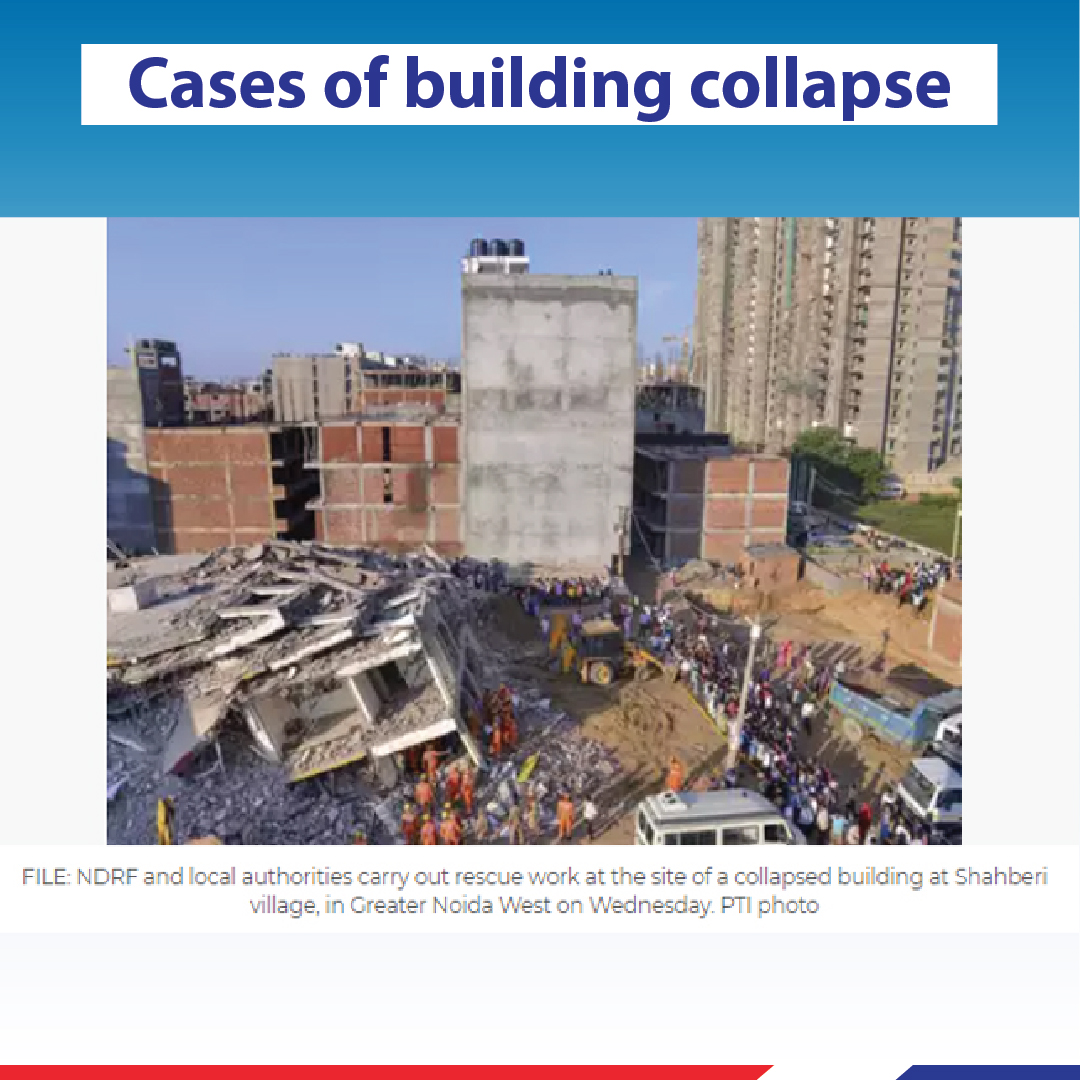 Cases of building collapse
FILE: NDRF and local authorities carry out rescue work at the site of a collapsed building at Shahberi
village, in Greater Noida West on Wednesday. PTI photo